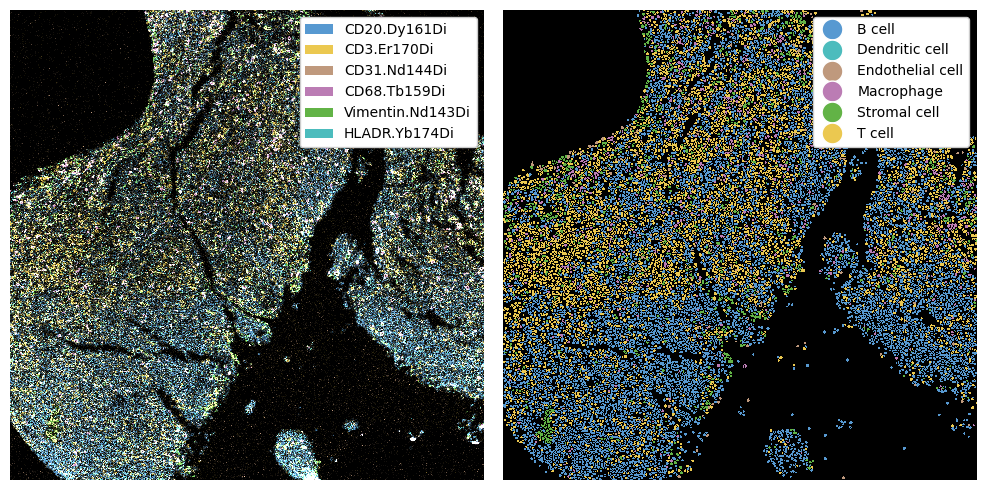 CD20.Dy161Di
CD3.Er170Di
CD31.Nd144Di
CD68.Tb159Di
Vimentin.Nd143Di
HLADR.Yb174Di
B cell
Dendritic cell
Endothelial cell
Macrophage
Stromal cell
T cell